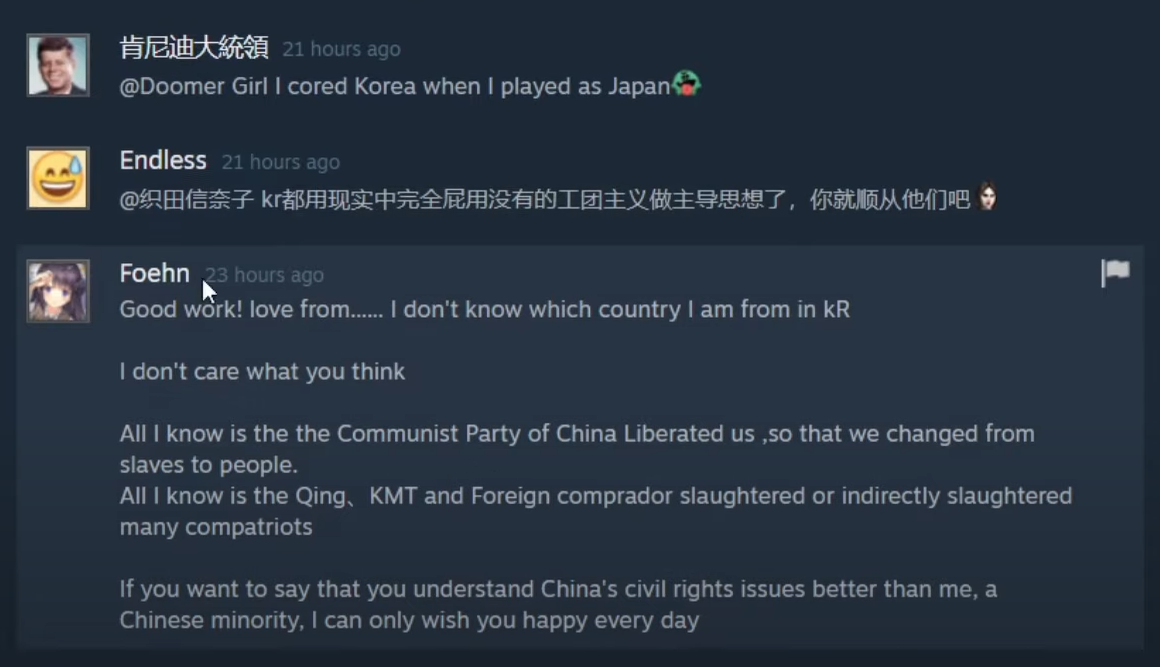 肯尼迪大統領 21 hours ago
@Doomer Girl I cored Korea when I played as Japan
Endless 21 hours ago
@织田信奈子 kr都用现实中完全屁用没有的工团主义做主导思想了，你就顺从他们吧
Foehn 23 hours ago
Good work! love from...... I don't know which country I am from in kR
I don't care what you think
All I know is the the Communist Party of China Liberated us ,so that we changed from
slaves to people.
All I know is the Qing、KMT and Foreign comprador slaughtered or indirectly slaughtered
many compatriots
If you want to say that you understand China's civil rights issues better than me, a
Chinese minority, I can only wish you happy every day